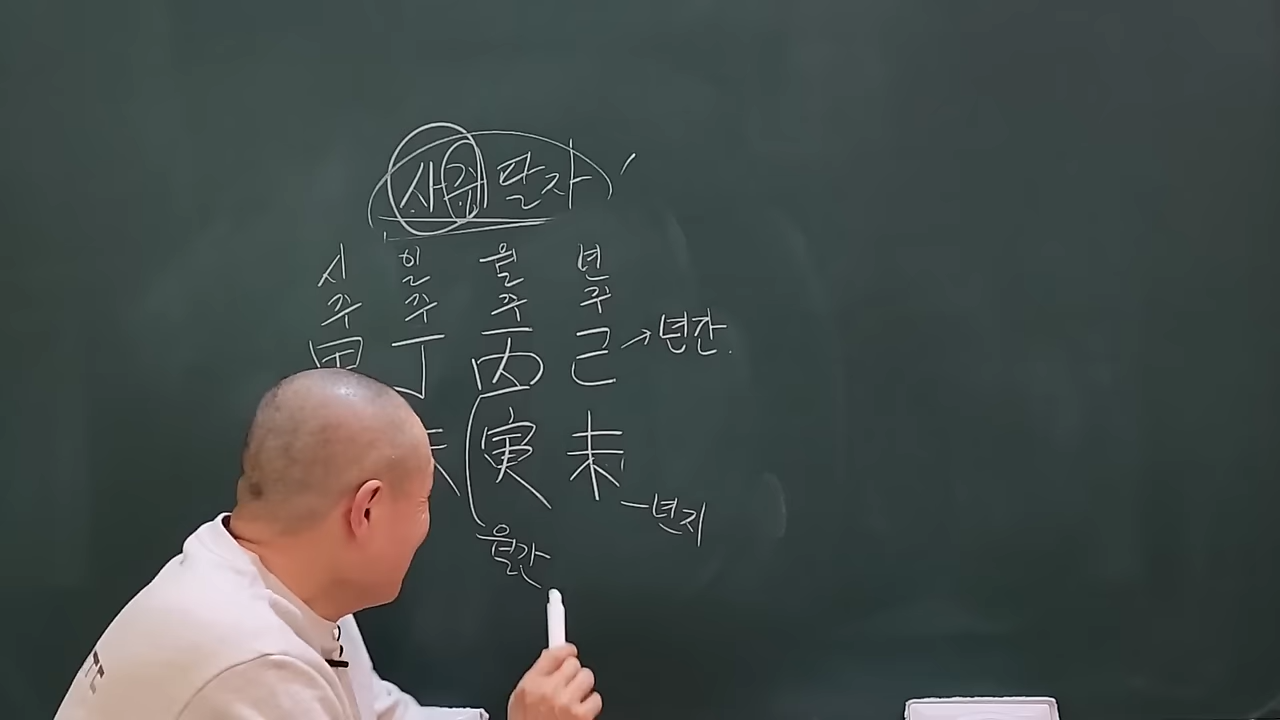 사주팔자
시주 일주 월주 년주
甲 丁 丙 己 → 년간
寅 未 - 년지
월간